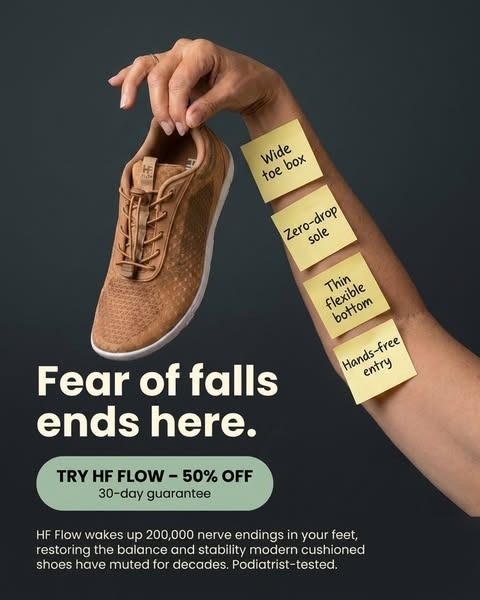 HF
Wide
toe box
Zero-drop
sole
Thin
flexible
bottom
Hands-free
entry
Fear of falls
ends here.
TRY HF FLOW – 50% OFF
30-day guarantee
HF Flow wakes up 200,000 nerve endings in your feet,
restoring the balance and stability modern cushioned
shoes have muted for decades. Podiatrist-tested.